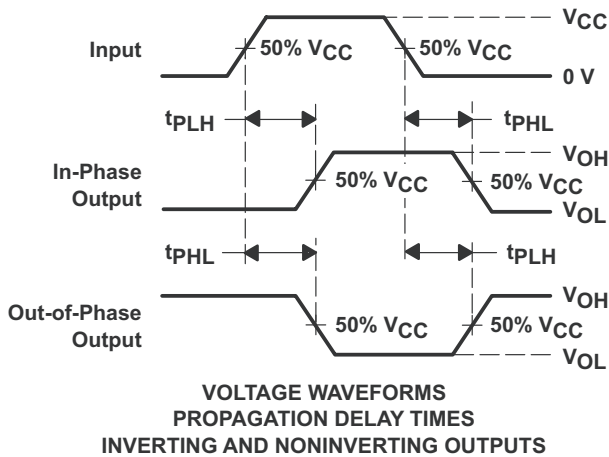 VCC
Input
50% VCC
50% VCC
0 V
tPLH
tPHL
VOH
In-Phase
Output
50% VCC
50% VCC
VOL
tPHL
tPLH
VOH
Out-of-Phase
Output
50% VCC
50% VCC
VOL
VOLTAGE WAVEFORMS
PROPAGATION DELAY TIMES
INVERTING AND NONINVERTING OUTPUTS